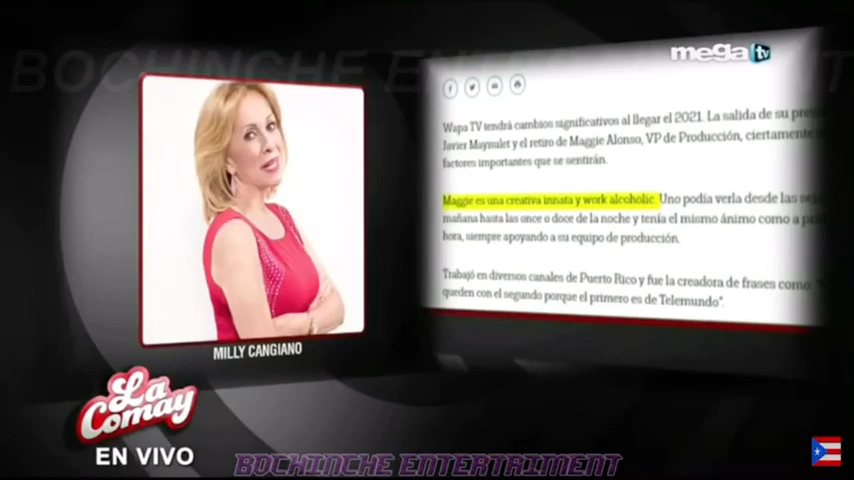 BOCHINCHE ENTERTRIMENT
mega tv
Wapa TV tendrá cambios significativos al llegar el 2021. La salida de su
Javier Maynulet y el retiro de Maggie Alonso, VP de Producción, ciertamente
factores importantes que se sentirán.
Maggie es una creativa innata y work alcoholic. Uno podía verla desde las
mañana hasta las once o doce de la noche y tenía el mismo ánimo como a
hora, siempre apoyando a su equipo de producción.
Trabajó en diversos canales de Puerto Rico y fue la creadora de frases como
queden con el segundo porque el primero es de Telemundo".
MILLY CANGIANO
La
Comay
EN VIVO
BOCHINCHE ENTERTRIMENT